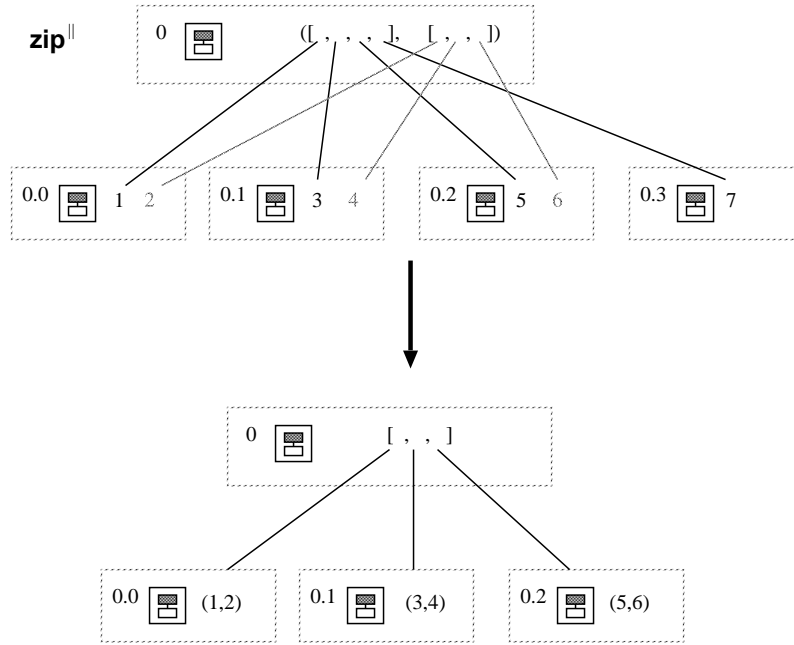 zip|| 0 ([ , , , ], [ , , ])
0.0 1 2 0.1 3 4 0.2 5 6 0.3 7
0 [ , , ]
0.0 (1,2) 0.1 (3,4) 0.2 (5,6)